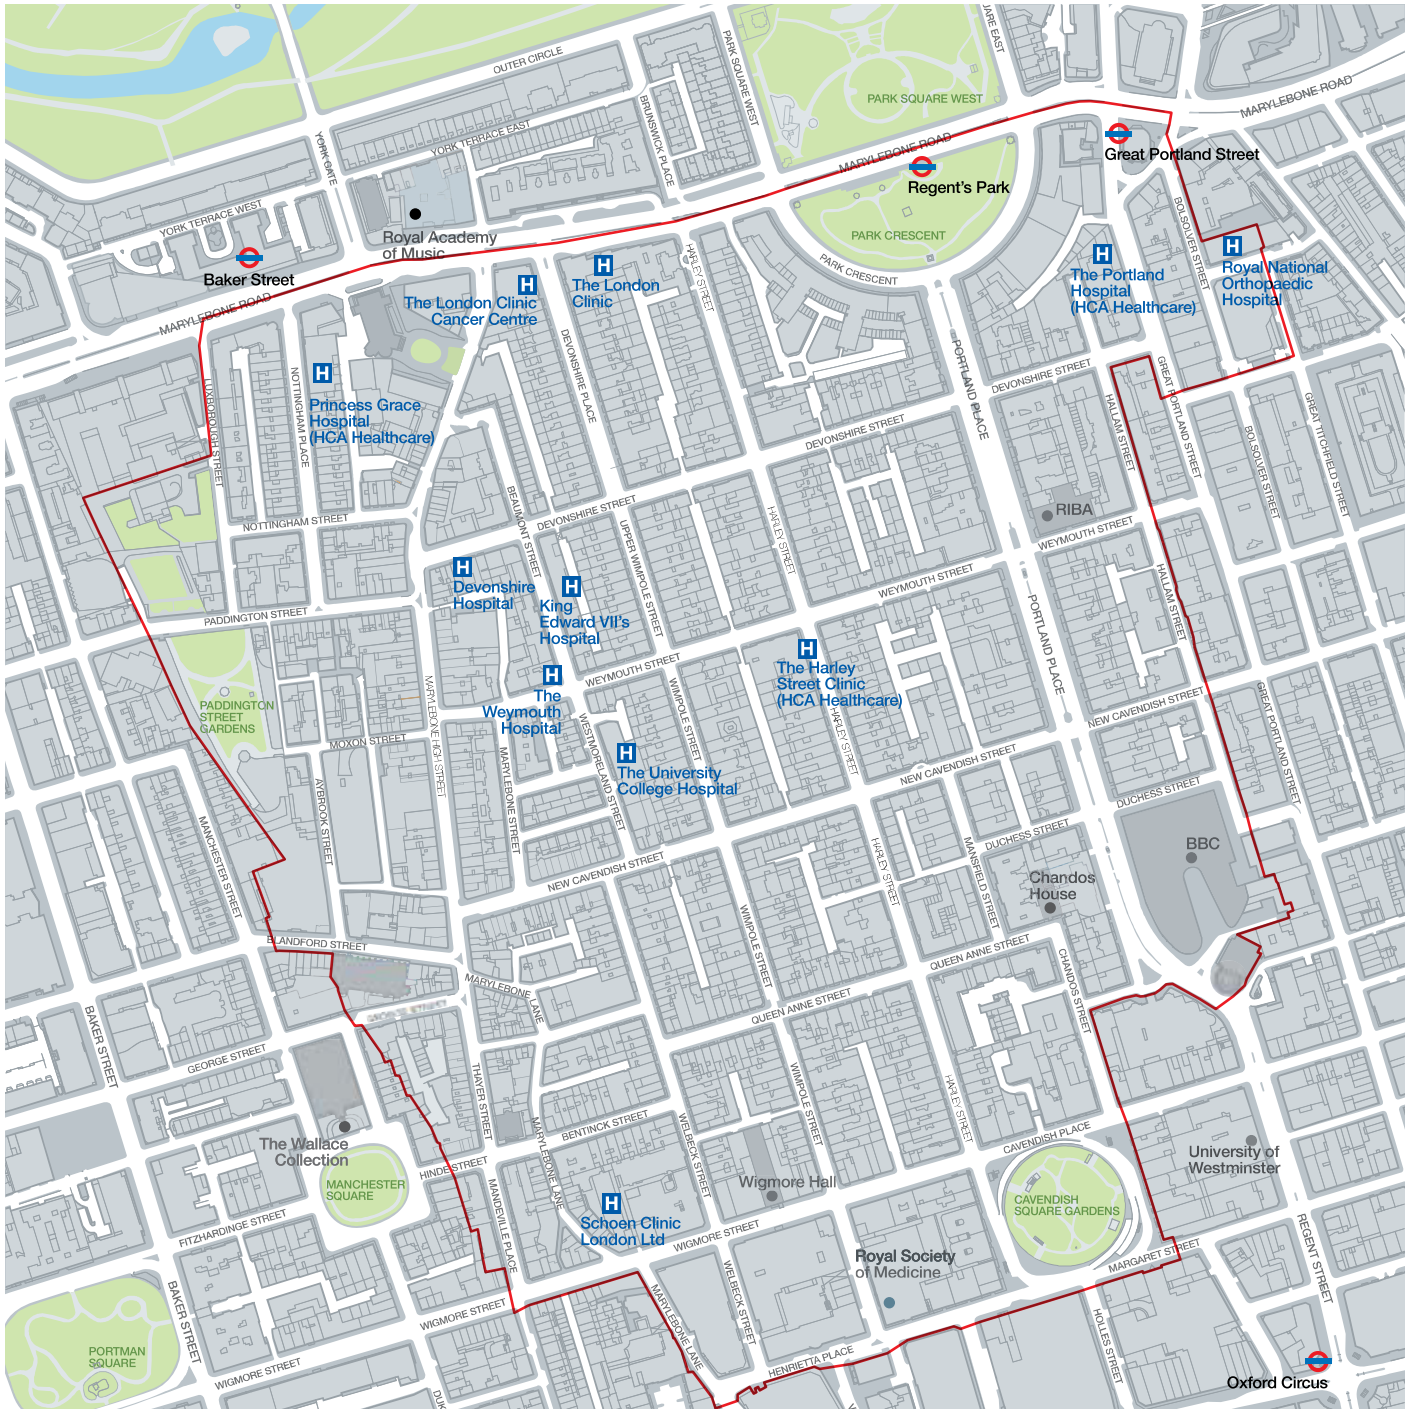 OUTER CIRCLE
PARK SQUARE WEST
ARE EAST
PARK SQUARE WEST
MARYLEBONE ROAD
BRUNSWICK PLACE
YORK GATE
YORK TERRACE EAST
MARYLEBONE ROAD
Great Portland Street
Regent's Park
YORK TERRACE WEST
Royal Academy
of Music
PARK CRESCENT
PARK CRESCENT
BOLSOLVER STREET
H
Royal National
Orthopaedic
Hospital
H
The Portland
Hospital
(HCA Healthcare)
Baker Street
MARYLEBONE ROAD
H
The London Clinic
Cancer Centre
H
The London
Clinic
HARLEY STREET
H
Princess Grace
Hospital
(HCA Healthcare)
LUXBOROUGH STREET
NOTTINGHAM PLACE
DEVONSHIRE PLACE
PORTLAND PLACE
DEVONSHIRE STREET
HALLAM STREET
GREAT PORTLAND STREET
BOLSOLVER STREET
GREAT TITCHFIELD STREET
DEVONSHIRE STREET
NOTTINGHAM STREET
BEAUMONT STREET
DEVONSHIRE STREET
UPPER WIMPOLE STREET
HARLEY STREET
RIBA
WEYMOUTH STREET
H
Devonshire
Hospital
H
King
Edward VII's
Hospital
WEYMOUTH STREET
HALLAM STREET
PORTLAND PLACE
PADDINGTON STREET
PADDINGTON
STREET
GARDENS
MOXON STREET
MARYLEBONE HIGH STREET
H
The
Weymouth
Hospital
WEYMOUTH STREET
WIMPOLE STREET
H
The Harley
Street Clinic
(HCA Healthcare)
HARLEY STREET
NEW CAVENDISH STREET
GREAT PORTLAND STREET
WESTMORELAND STREET
H
The University
College Hospital
NEW CAVENDISH STREET
DUCHESS STREET
AYBROOK STREET
MARYLEBONE STREET
MANCHESTER STREET
NEW CAVENDISH STREET
HARLEY STREET
MANSFIELD STREET
DUCHESS STREET
BBC
Chandos
House
BLANDFORD STREET
WIMPOLE STREET
QUEEN ANNE STREET
CHANDOS STREET
MARYLEBONE LANE
QUEEN ANNE STREET
GEORGE STREET
BAKER STREET
GEORGE STREET
THAYER STREET
WIMPOLE STREET
HARLEY STREET
The Wallace
Collection
MARYLEBONE LANE
BENTINCK STREET
WELBECK STREET
CAVENDISH PLACE
University of
Westminster
HINDE STREET
MANCHESTER
SQUARE
MANDEVILLE PLACE
Wigmore Hall
CAVENDISH
SQUARE GARDENS
H
Schoen Clinic
London Ltd
FITZHARDINGE STREET
WIGMORE STREET
Royal Society
of Medicine
MARGARET STREET
REGENT STREET
WELBECK STREET
BAKER STREET
WIGMORE STREET
MARYLEBONE LANE
HENRIETTA PLACE
HOLLES STREET
PORTMAN
SQUARE
WIGMORE STREET
DUK
Oxford Circus